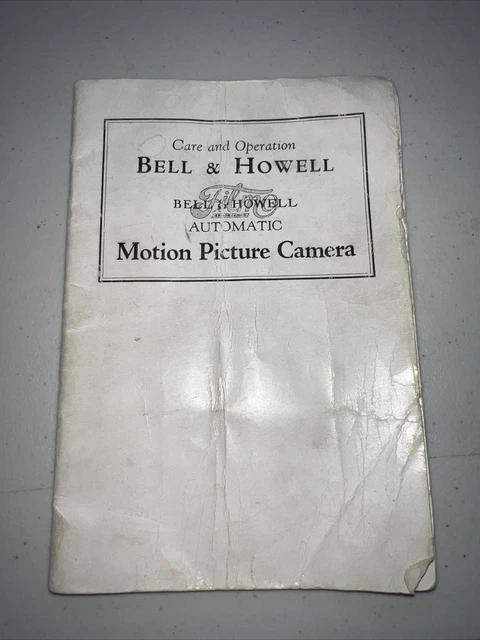 Care and Operation
BELL & HOWELL
Filmo
BELL & HOWELL
AUTOMATIC
Motion Picture Camera